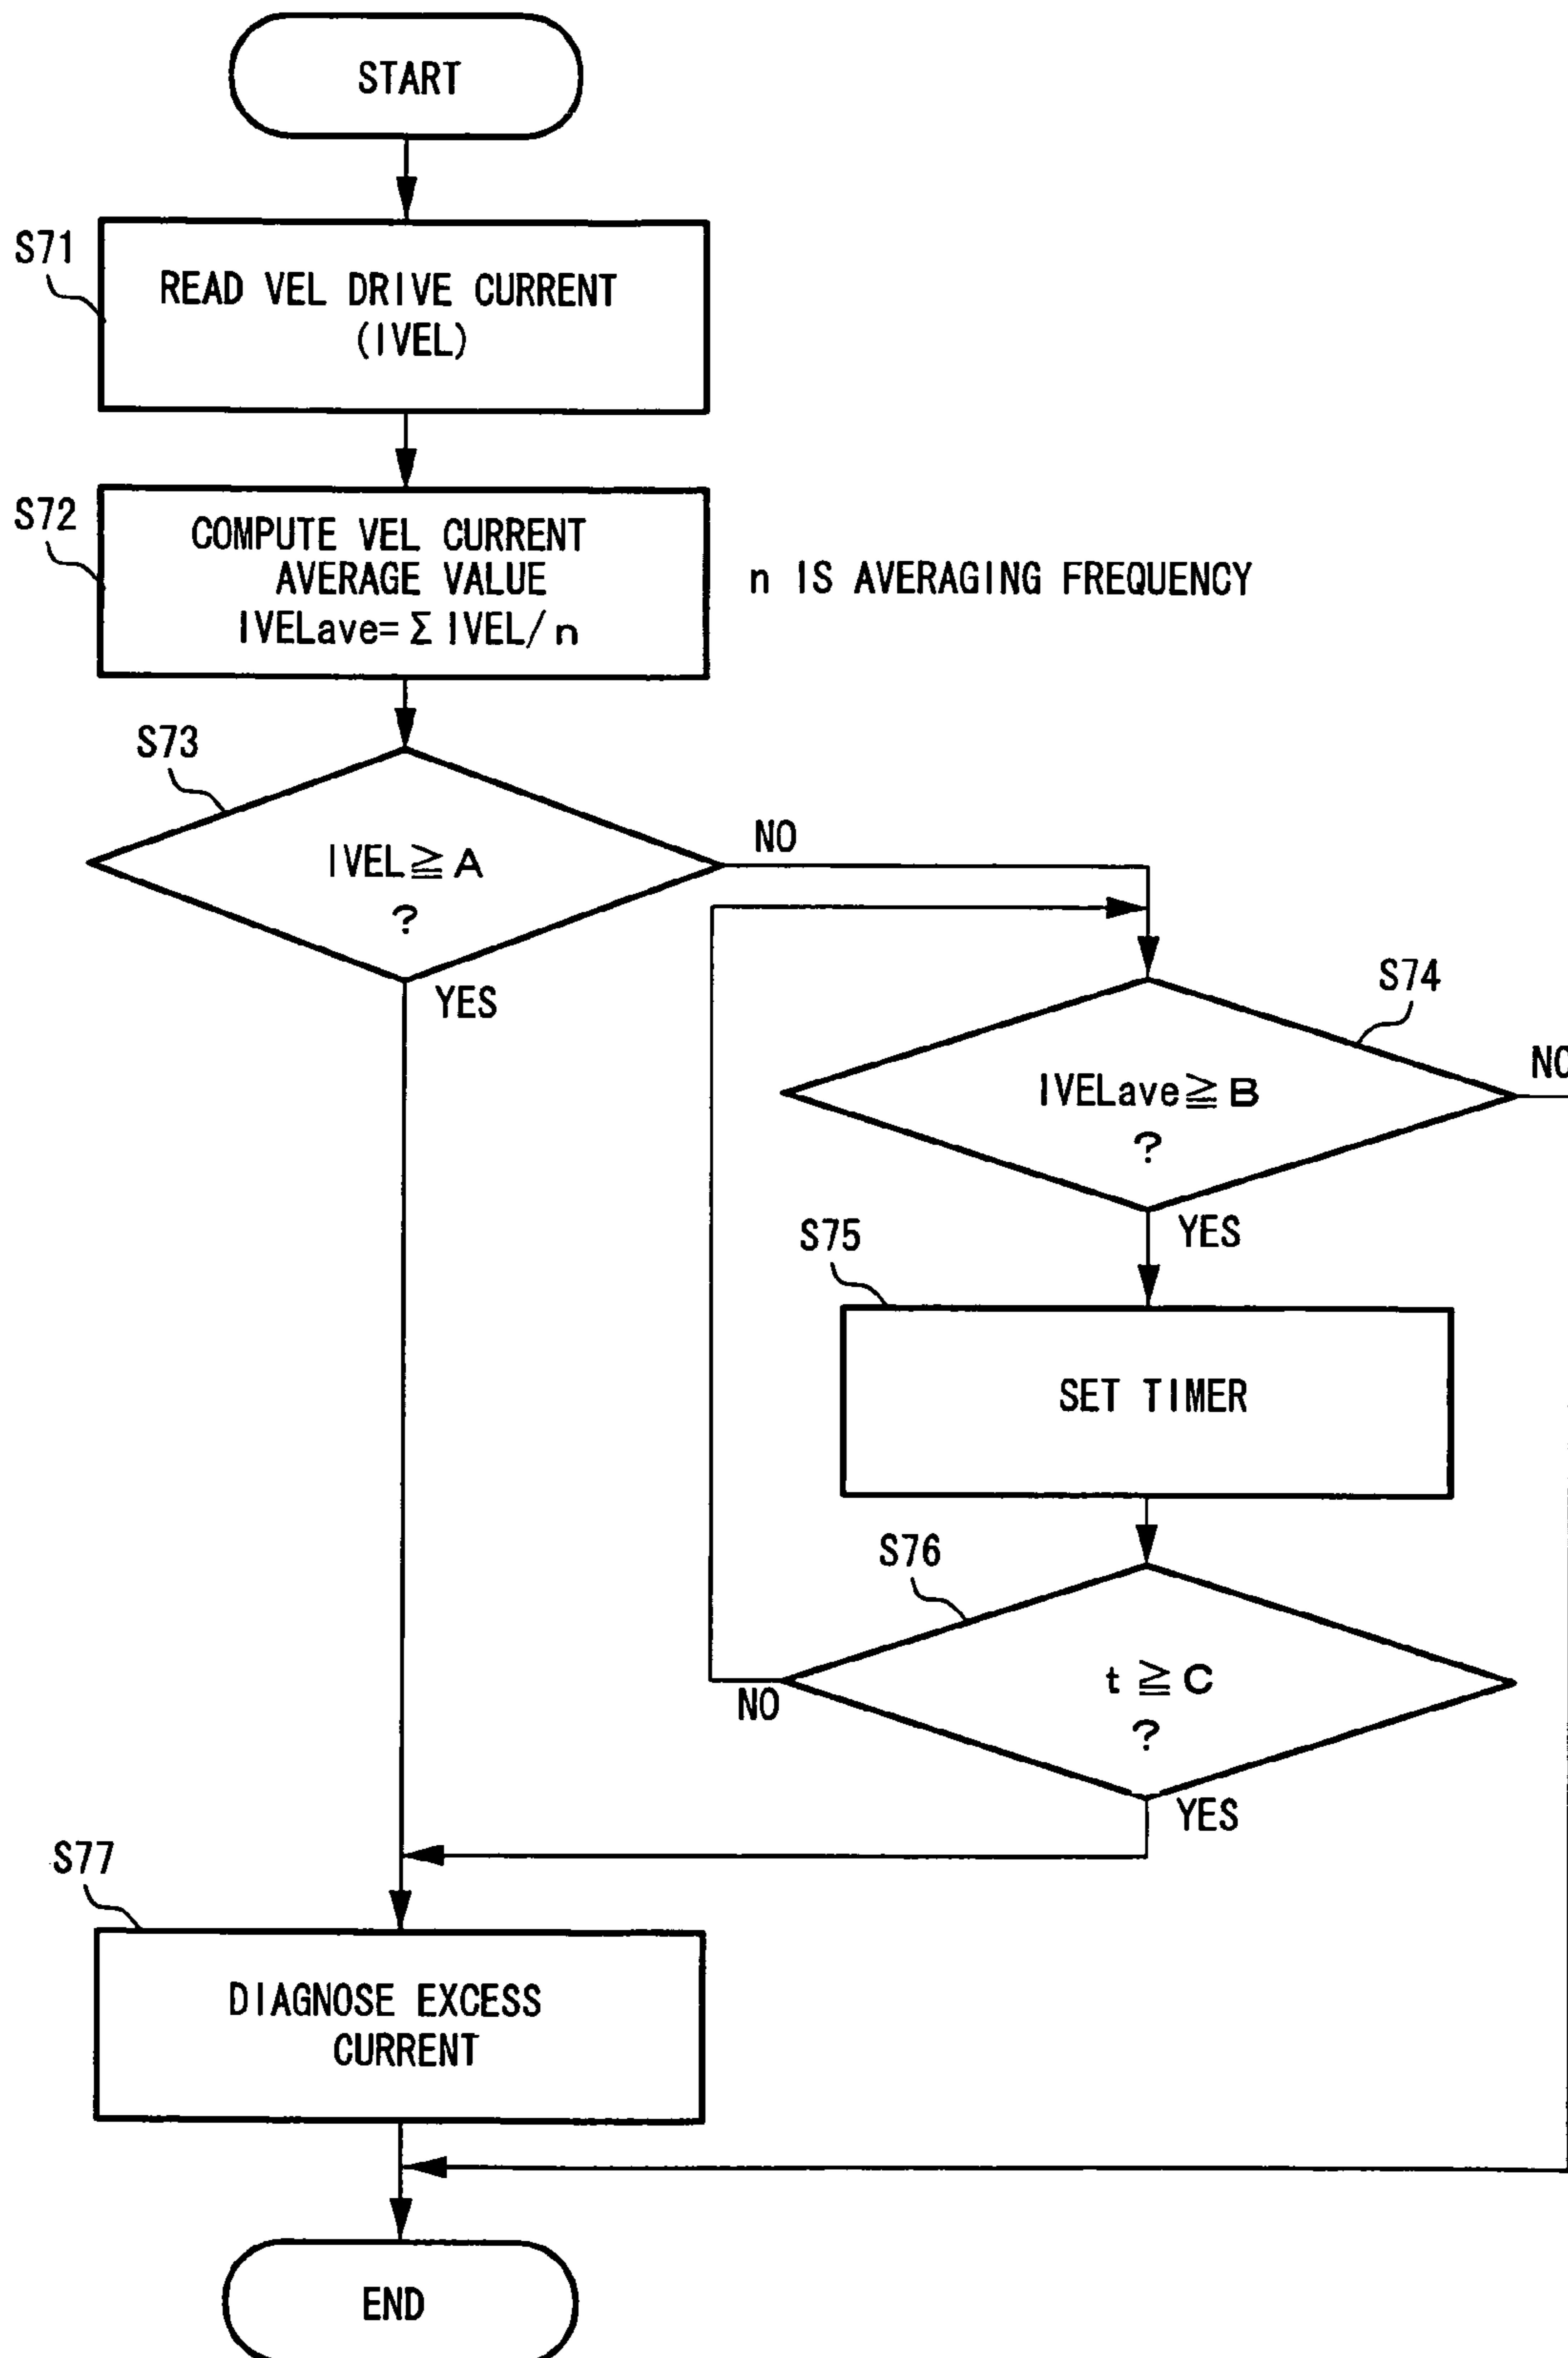 START
S71
READ VEL DRIVE CURRENT
(IVEL)
S72
COMPUTE VEL CURRENT
AVERAGE VALUE
IVELave=Σ IVEL/n
n IS AVERAGING FREQUENCY
S73
IVEL≧A
?
NO
YES
S74
IVELave≧B
?
NO
YES
S75
SET TIMER
S76
t≧C
?
NO
YES
S77
DIAGNOSE EXCESS
CURRENT
END